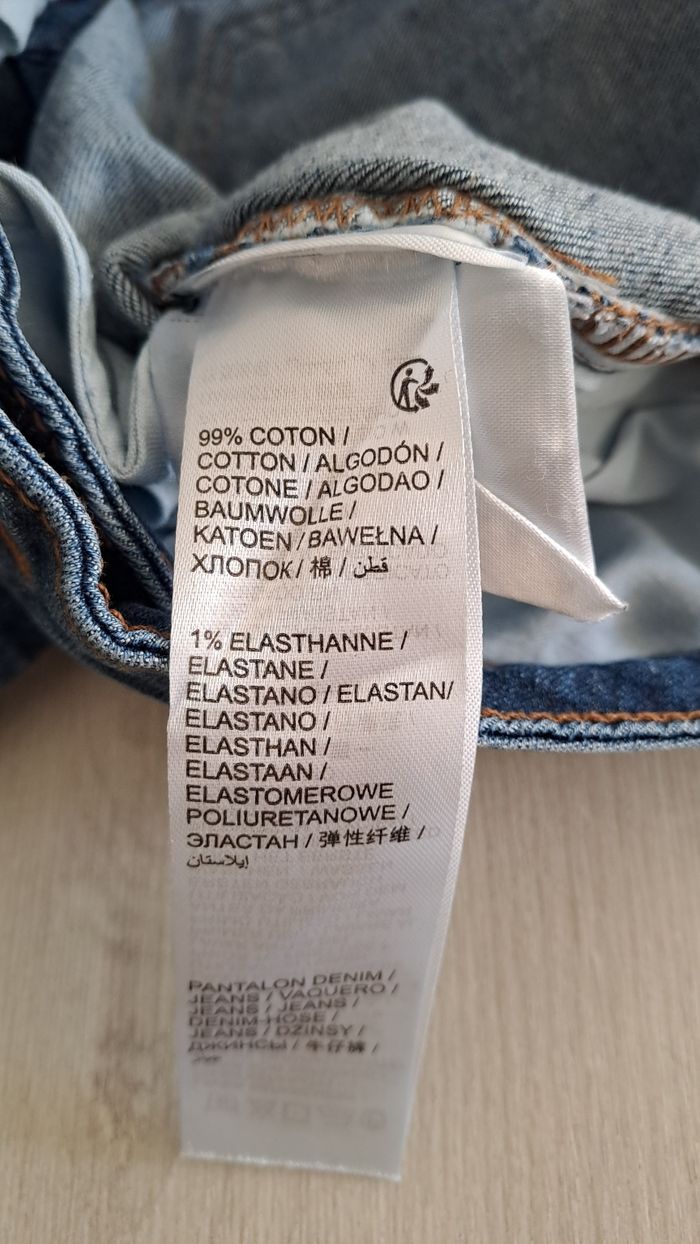 99% COTON /
COTTON / ALGODÓN /
COTONE / ALGODAO /
BAUMWOLLE /
KATOEN / BAWEŁNA /
ХЛОПОК / 棉 / قطن
1% ELASTHANNE /
ELASTANE /
ELASTANO / ELASTAN/
ELASTANO /
ELASTHAN /
ELASTAAN /
ELASTOMEROWE
POLIURETANOWE /
ЭЛАСТАН / 弹性纤维 /
إيلاستان
PANTALON DENIM /
JEANS / VAQUERO /
JEANS / JEANS /
DENIM-HOSE /
JEANS / DZINSY /
ДЖИНСЫ / 牛仔裤 /